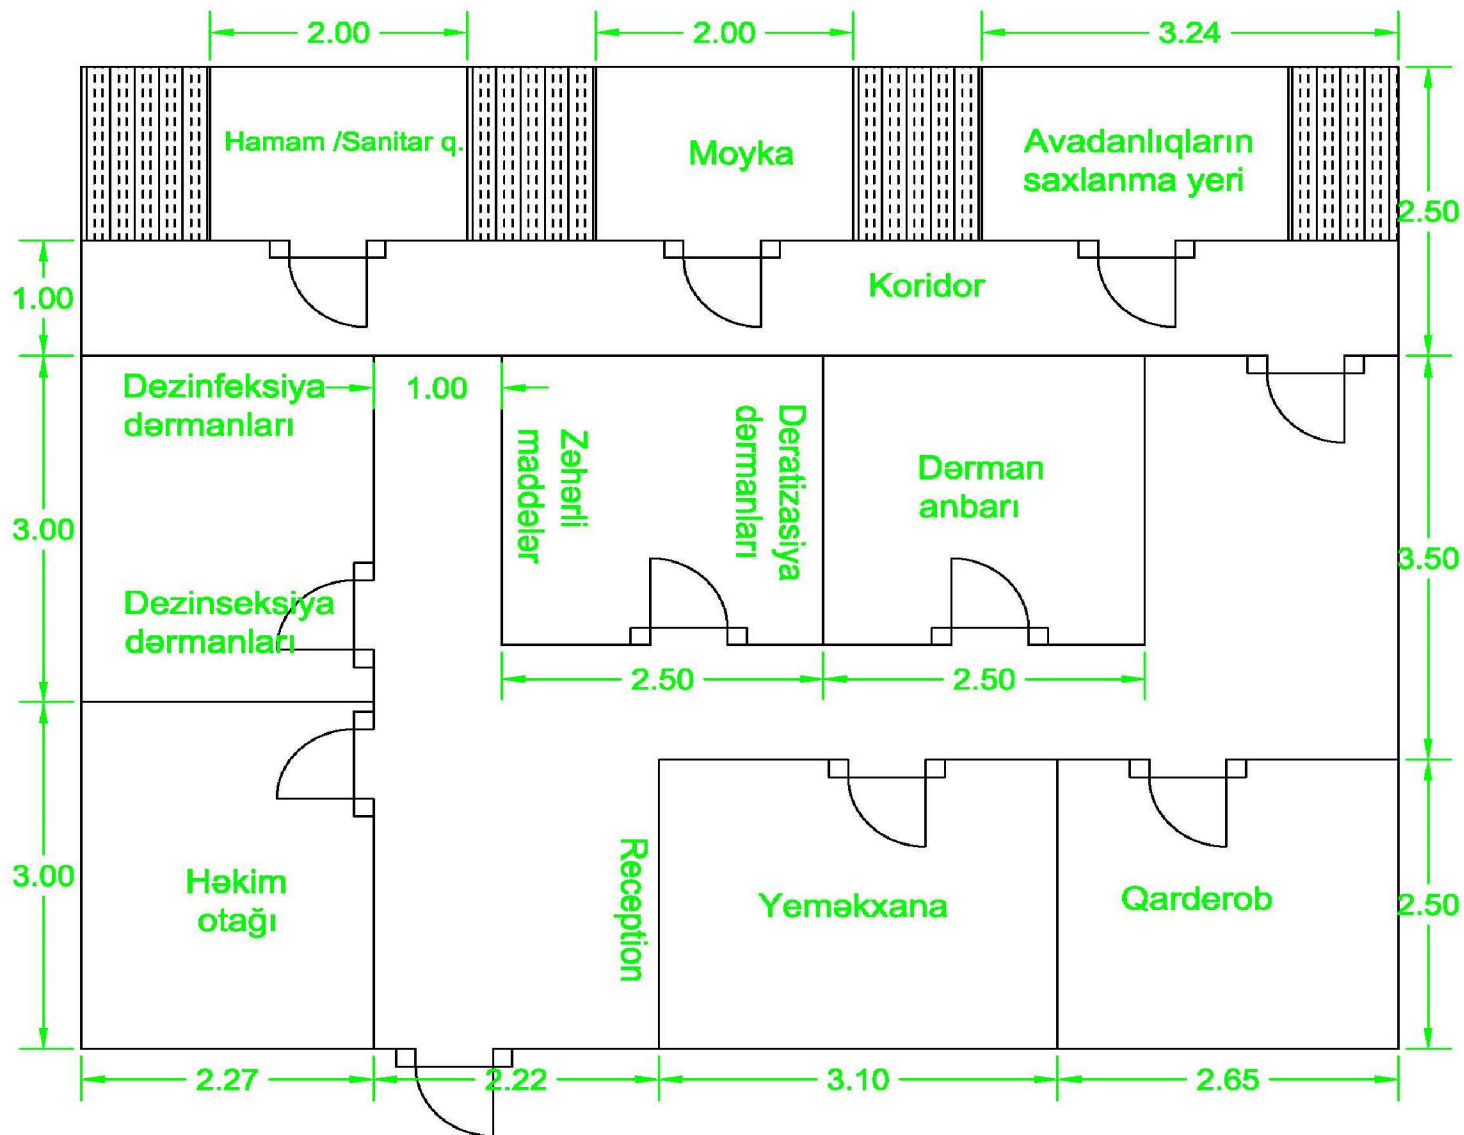 2.00
2.00
3.24
Hamam /Sanitar q.
Moyka
Avadanlıqların
saxlanma yeri
2.50
1.00
Koridor
Dezinfeksiya
dərmanları
1.00
Zəhərli
maddələr
Deratizasiya
dərmanları
Dərman
anbarı
3.00
3.50
Dezinseksiya
dərmanları
2.50
2.50
3.00
Həkim
otağı
Reception
Yeməkxana
Qarderob
2.50
2.27
2.22
3.10
2.65